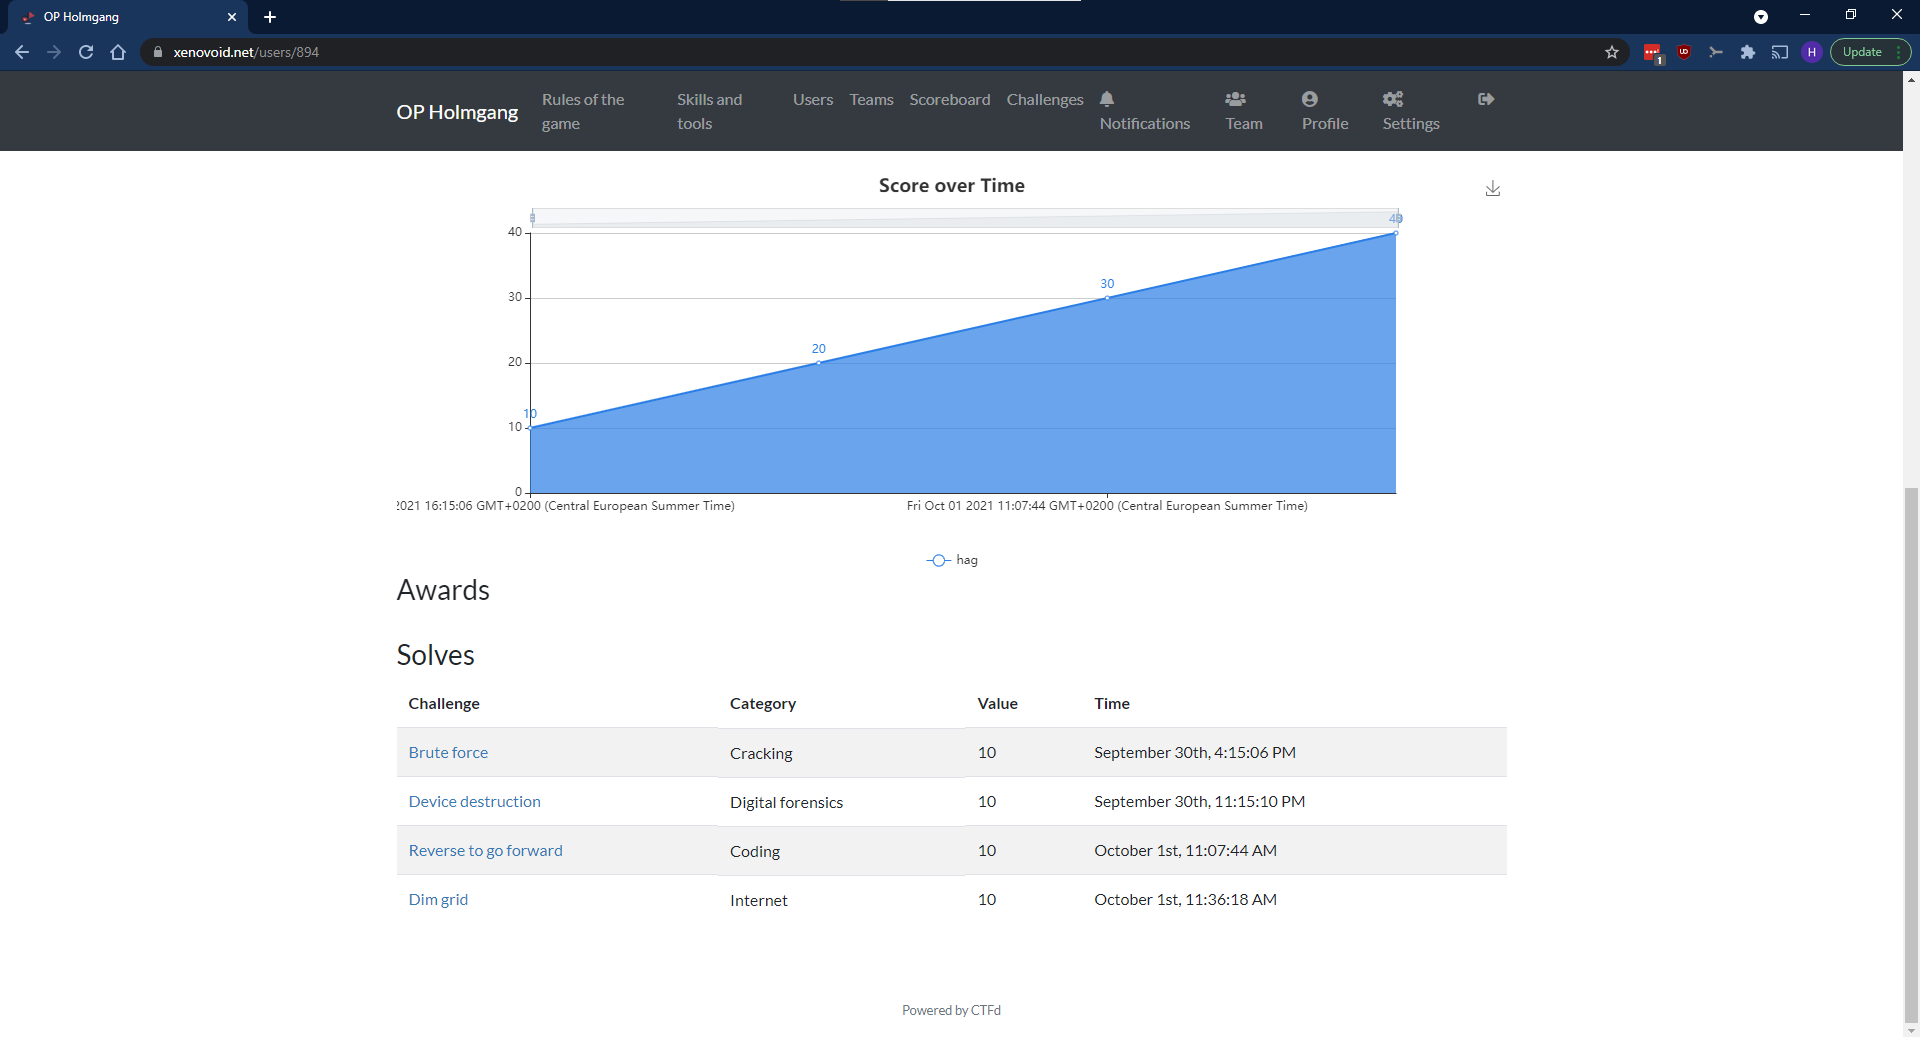 OP Holmgang
xenovoid.net/users/894
1
UD
H
Update
OP Holmgang
Rules of the game
Skills and tools
Users
Teams
Scoreboard
Challenges
Notifications
Team
Profile
Settings
Score over Time
40
40
30
30
20
20
10
10
0
2021 16:15:06 GMT+0200 (Central European Summer Time)
Fri Oct 01 2021 11:07:44 GMT+0200 (Central European Summer Time)
hag
Awards
Solves
Challenge Category Value Time
Brute force Cracking 10 September 30th, 4:15:06 PM
Device destruction Digital forensics 10 September 30th, 11:15:10 PM
Reverse to go forward Coding 10 October 1st, 11:07:44 AM
Dim grid Internet 10 October 1st, 11:36:18 AM
Powered by CTFd